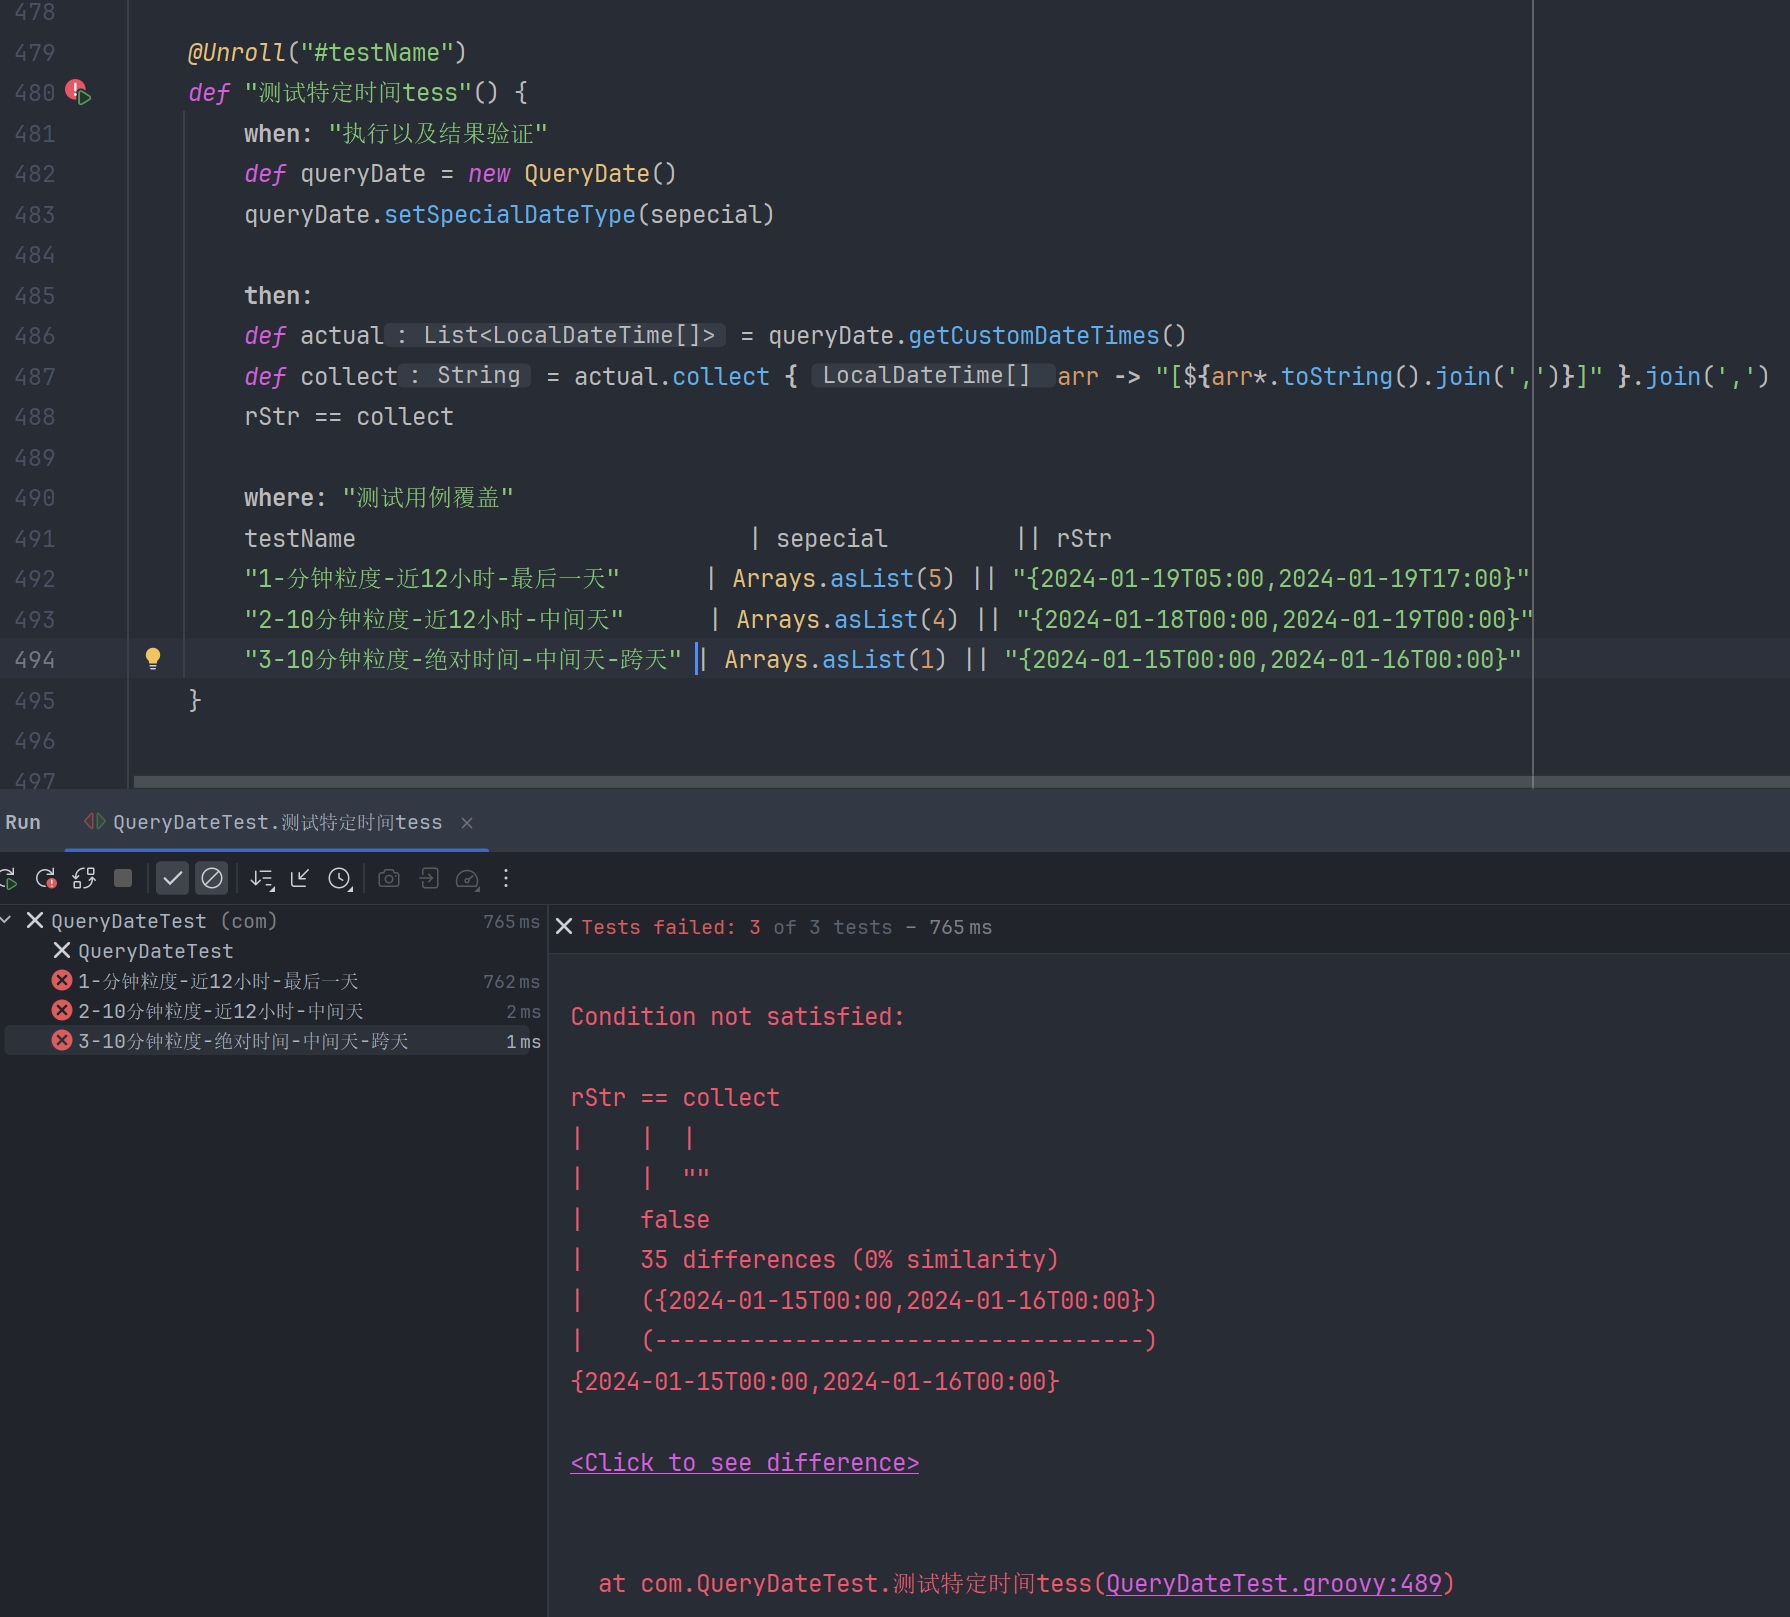 478
479 @Unroll("#testName")
480 def "测试特定时间tess"() {
481 when: "执行以及结果验证"
482 def queryDate = new QueryDate()
483 queryDate.setSpecialDateType(sepecial)
484
485 then:
486 def actual : List<LocalDateTime[]> = queryDate.getCustomDateTimes()
487 def collect : String = actual.collect { LocalDateTime[] arr -> "[${arr*.toString().join(',')}]" }.join(',')
488 rStr == collect
489
490 where: "测试用例覆盖"
491 testName | sepecial || rStr
492 "1-分钟粒度-近12小时-最后一天" | Arrays.asList(5) || "{2024-01-19T05:00,2024-01-19T17:00}"
493 "2-10分钟粒度-近12小时-中间天" | Arrays.asList(4) || "{2024-01-18T00:00,2024-01-19T00:00}"
494 "3-10分钟粒度-绝对时间-中间天-跨天" | Arrays.asList(1) || "{2024-01-15T00:00,2024-01-16T00:00}"
495 }
496
497
Run QueryDateTest.测试特定时间tess
QueryDateTest (com) 765 ms
QueryDateTest
1-分钟粒度-近12小时-最后一天 762 ms
2-10分钟粒度-近12小时-中间天 2 ms
3-10分钟粒度-绝对时间-中间天-跨天 1 ms
Tests failed: 3 of 3 tests – 765 ms
Condition not satisfied:
rStr == collect
|    |  |
|    |  ""
|    false
|    35 differences (0% similarity)
|    ({2024-01-15T00:00,2024-01-16T00:00})
|    (-----------------------------------)
{2024-01-15T00:00,2024-01-16T00:00}
<Click to see difference>
at com.QueryDateTest.测试特定时间tess(QueryDateTest.groovy:489)